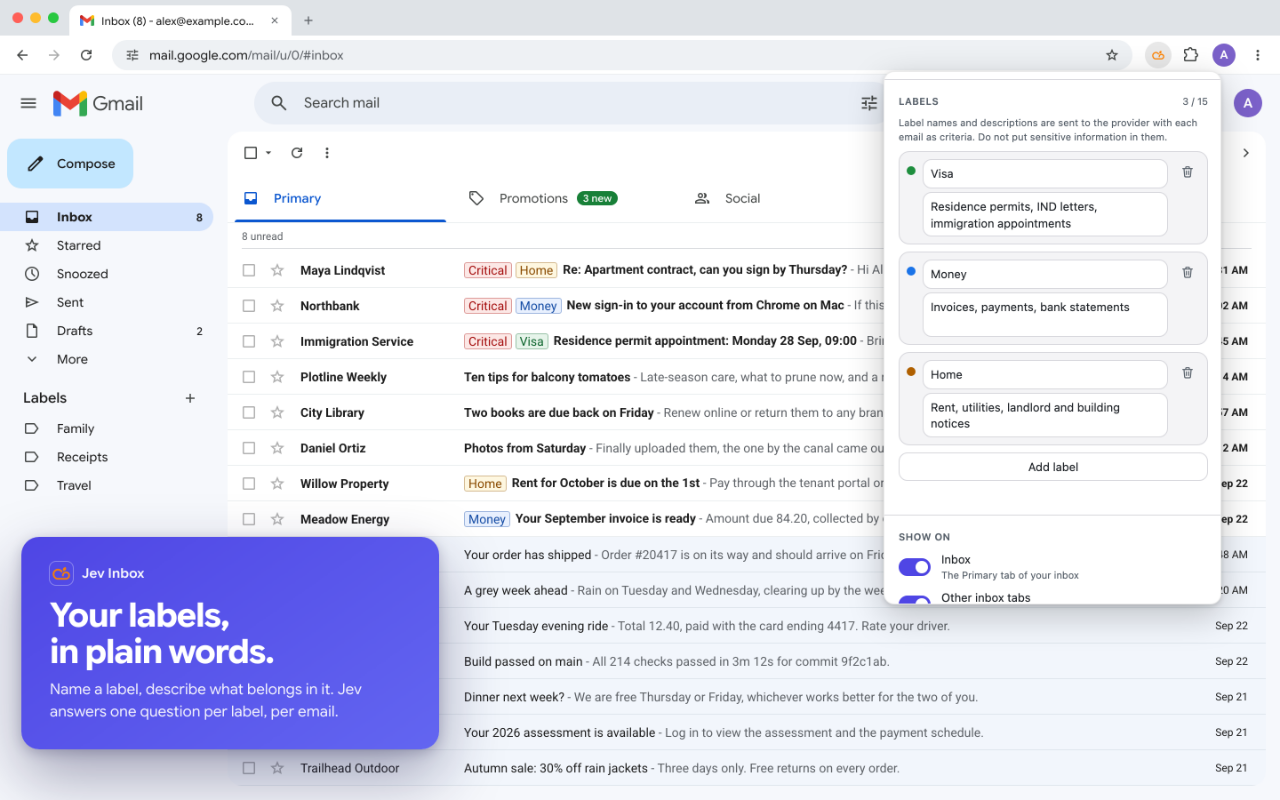 Inbox (8) - alex@example.co...
mail.google.com/mail/u/0/#inbox
A
Gmail
Search mail
A
Compose
Inbox 8
Starred
Snoozed
Sent
Drafts 2
More
Labels
Family
Receipts
Travel
Primary
Promotions 3 new
Social
8 unread
Maya Lindqvist Critical Home Re: Apartment contract, can you sign by Thursday? - Hi Al
Northbank Critical Money New sign-in to your account from Chrome on Mac - If this
Immigration Service Critical Visa Residence permit appointment: Monday 28 Sep, 09:00 - Brin
Plotline Weekly Ten tips for balcony tomatoes - Late-season care, what to prune now, and a
City Library Two books are due back on Friday - Renew online or return them to any bran
Daniel Ortiz Photos from Saturday - Finally uploaded them, the one by the canal came ou
Willow Property Home Rent for October is due on the 1st - Pay through the tenant portal or
Sep 22
Meadow Energy Money Your September invoice is ready - Amount due 84.20, collected by
Sep 22
Your order has shipped - Order #20417 is on its way and should arrive on Frid
A grey week ahead - Rain on Tuesday and Wednesday, clearing up by the wee
Your Tuesday evening ride - Total 12.40, paid with the card ending 4417. Rate your driver. Sep 22
Build passed on main - All 214 checks passed in 3m 12s for commit 9f2c1ab. Sep 22
Dinner next week? - We are free Thursday or Friday, whichever works better for the two of you. Sep 21
Your 2026 assessment is available - Log in to view the assessment and the payment schedule. Sep 21
Trailhead Outdoor Autumn sale: 30% off rain jackets - Three days only. Free returns on every order. Sep 21
LABELS 3 / 15
Label names and descriptions are sent to the provider with each
email as criteria. Do not put sensitive information in them.
Visa
Residence permits, IND letters,
immigration appointments
Money
Invoices, payments, bank statements
Home
Rent, utilities, landlord and building
notices
Add label
SHOW ON
Inbox
The Primary tab of your inbox
Other inbox tabs
Jev Inbox
Your labels,
in plain words.
Name a label, describe what belongs in it. Jev
answers one question per label, per email.